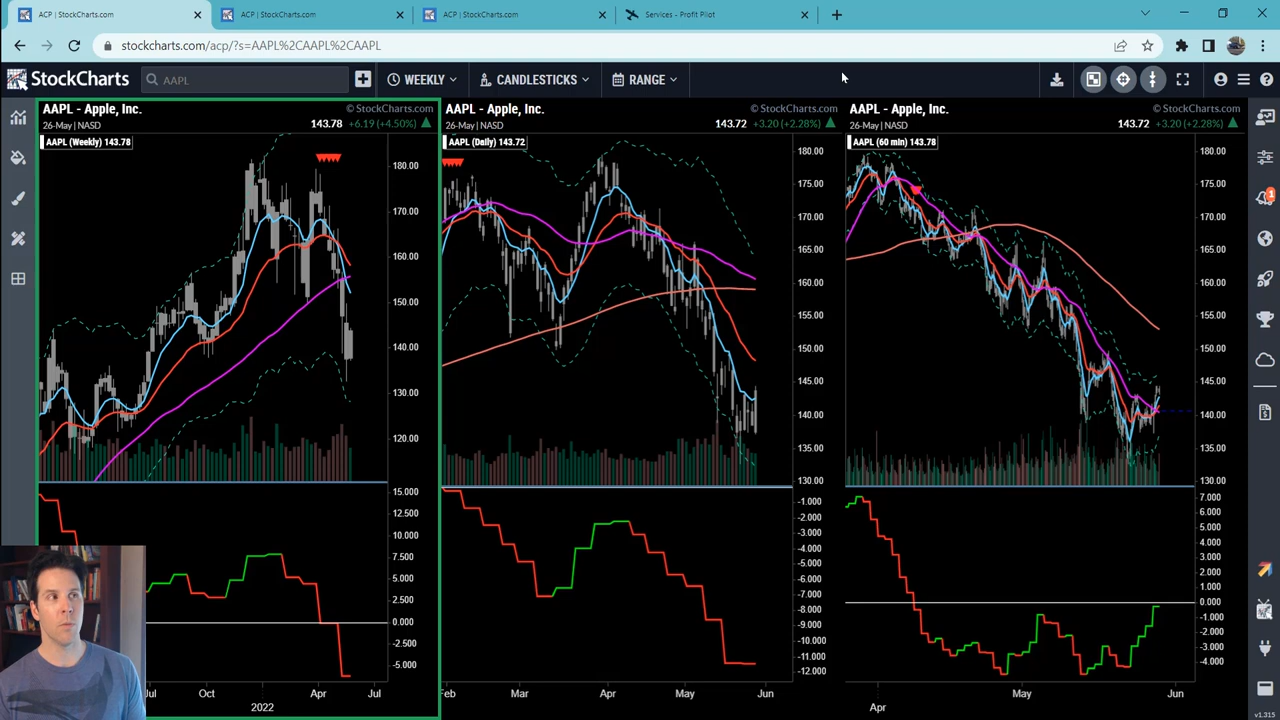 ACP | StockCharts.com
ACP | StockCharts.com
ACP | StockCharts.com
Services - Profit Pilot
stockcharts.com/acp/?s=AAPL%2CAAPL%2CAAPL
StockCharts
AAPL
WEEKLY
CANDLESTICKS
RANGE
AAPL - Apple, Inc.
© StockCharts.com
26-May | NASD
143.78 +6.19 (+4.50%)
AAPL (Weekly) 143.78
180.00
170.00
160.00
150.00
140.00
130.00
120.00
15.000
12.500
10.000
7.500
5.000
2.500
0.000
-5.000
Jul
Oct
Apr
Jul
2022
AAPL - Apple, Inc.
© StockCharts.com
26-May | NASD
143.72 +3.20 (+2.28%)
AAPL (Daily) 143.72
180.00
175.00
170.00
165.00
160.00
155.00
150.00
145.00
140.00
135.00
130.00
-1.000
-2.000
-3.000
-4.000
-5.000
-6.000
-7.000
-8.000
-9.000
-10.000
-11.000
-12.000
Feb
Mar
Apr
May
Jun
AAPL - Apple, Inc.
© StockCharts.com
26-May | NASD
143.72 +3.20 (+2.28%)
AAPL (60 min) 143.78
180.00
175.00
170.00
165.00
160.00
155.00
150.00
145.00
140.00
135.00
130.00
7.000
6.000
5.000
4.000
3.000
2.000
1.000
0.000
-1.000
-2.000
-3.000
-4.000
May
Jun
Apr
1
v1.315